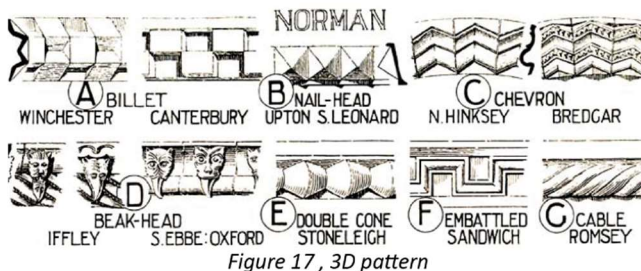 NORMAN
A BILLET
WINCHESTER CANTERBURY
B NAIL-HEAD
UPTON S. LEONARD
C CHEVRON
N. HINKSEY BREDGAR
D
BEAK-HEAD
IFFLEY S. EBBE: OXFORD
E DOUBLE CONE
STONELEIGH
F EMBATTLED
SANDWICH
G CABLE
ROMSEY
Figure 17 , 3D pattern